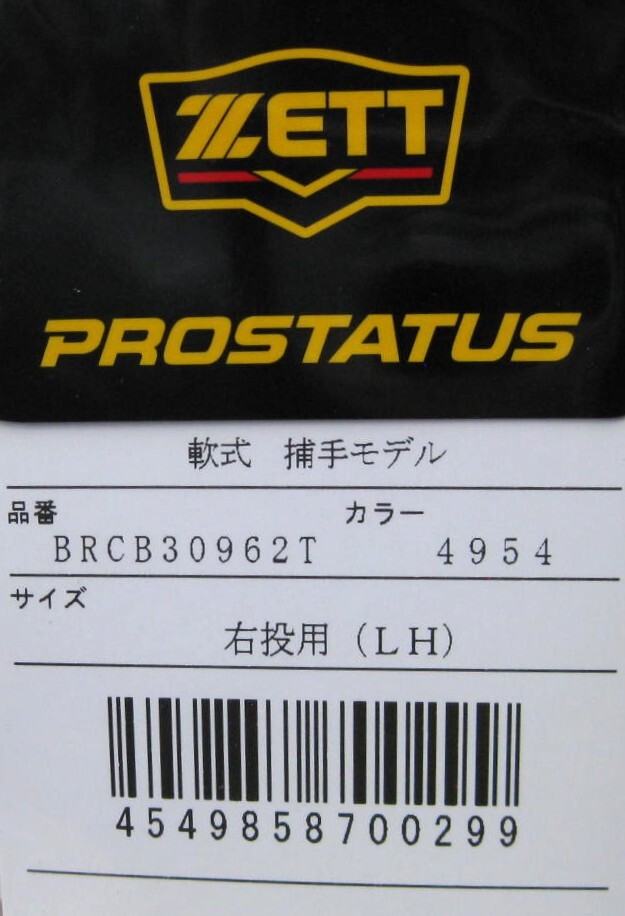 ZETT
PROSTATUS
軟式　捕手モデル
品番 カラー
BRCB30962T 4954
サイズ
右投用（LH）
4549858700299